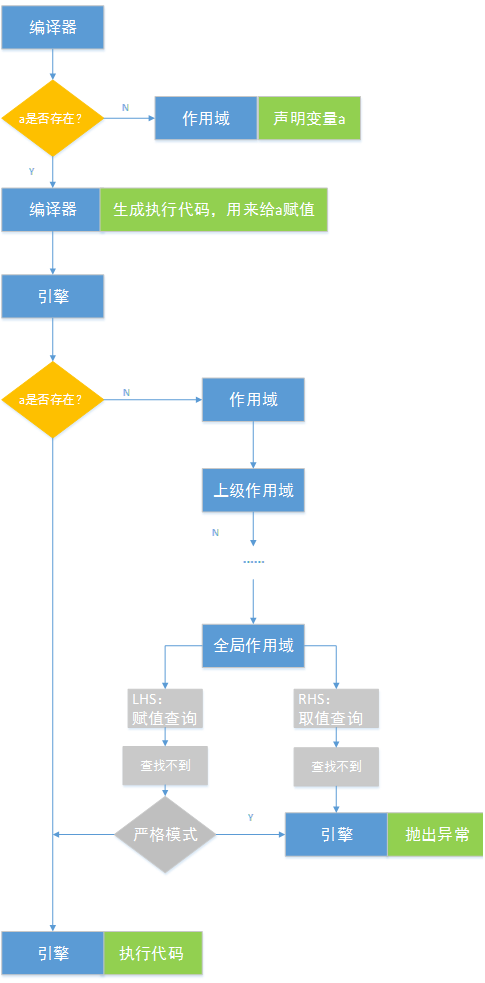 编译器
a是否存在?
N
作用域
声明变量a
Y
编译器
生成执行代码，用来给a赋值
引擎
a是否存在?
N
作用域
上级作用域
N
······
全局作用域
LHS:
赋值查询
RHS:
取值查询
查找不到
查找不到
严格模式
Y
引擎
抛出异常
引擎
执行代码